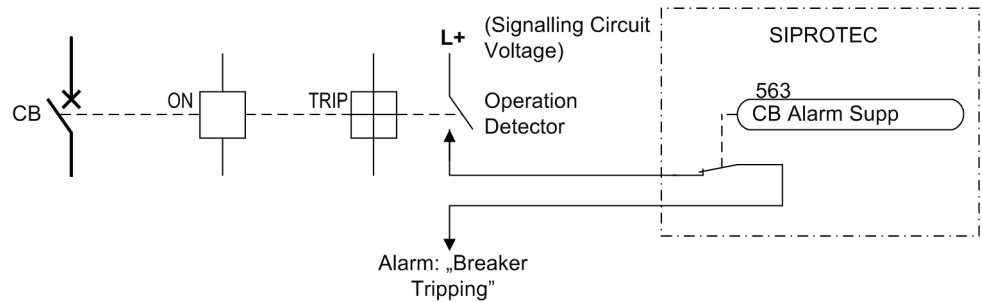 L+
(Signalling Circuit
Voltage)
SIPROTEC
CB
ON
TRIP
Operation
Detector
563
CB Alarm Supp
Alarm: „Breaker
Tripping”